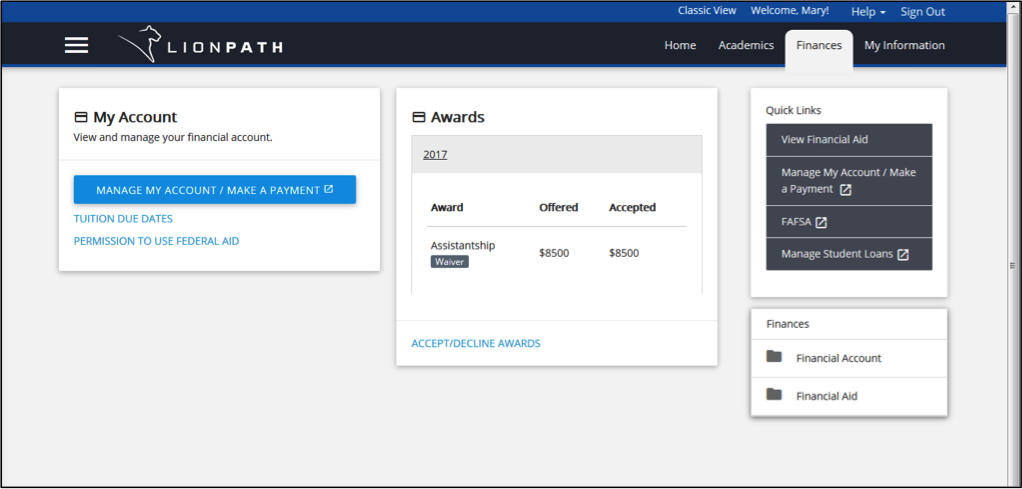 Classic View Welcome, Mary! Help Sign Out
LIONPATH Home Academics Finances My Information
My Account
View and manage your financial account.
MANAGE MY ACCOUNT / MAKE A PAYMENT
TUITION DUE DATES
PERMISSION TO USE FEDERAL AID
Awards
2017
Award Offered Accepted
Assistantship
Waiver
$8500 $8500
ACCEPT/DECLINE AWARDS
Quick Links
View Financial Aid
Manage My Account / Make
a Payment
FAFSA
Manage Student Loans
Finances
Financial Account
Financial Aid